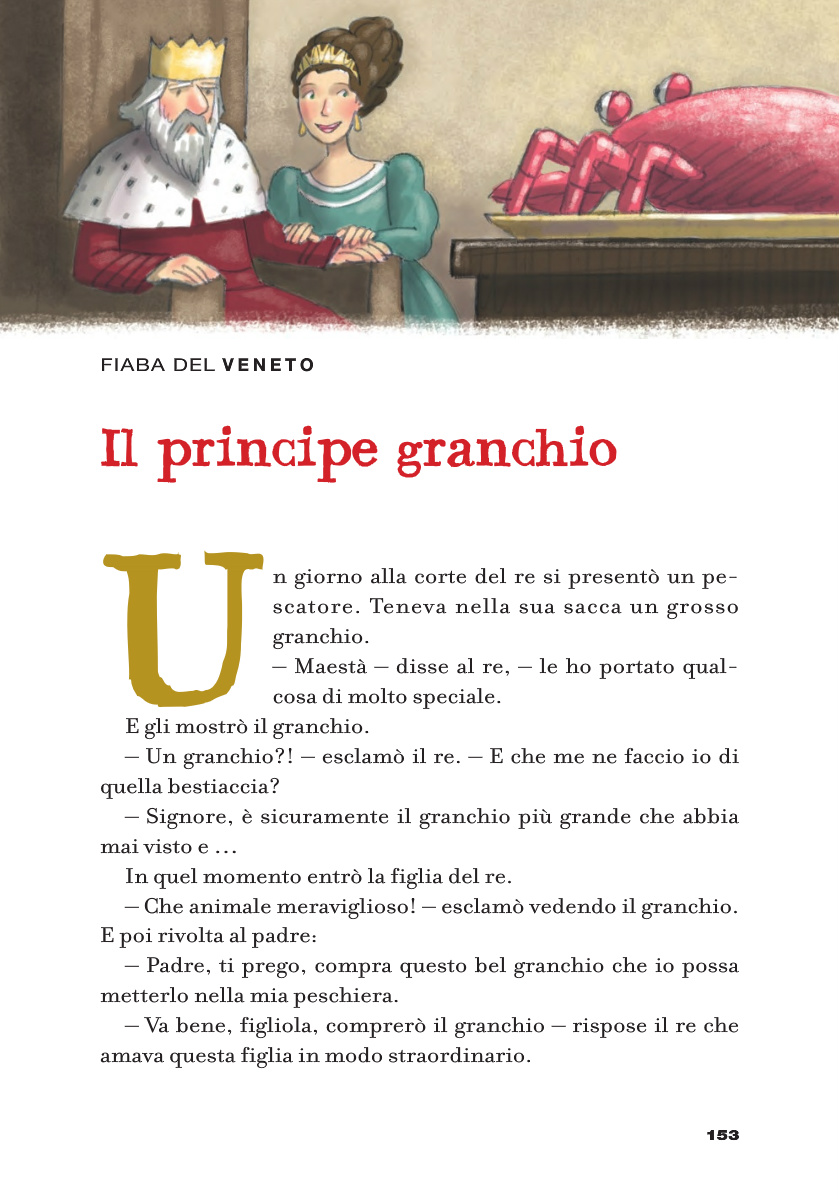 FIABA DEL VENETO
Il principe granchio
Un giorno alla corte del re si presentò un pe-
scatore. Teneva nella sua sacca un grosso
granchio.
– Maestà – disse al re, – le ho portato qual-
cosa di molto speciale.
E gli mostrò il granchio.
– Un granchio?! – esclamò il re. – E che me ne faccio io di
quella bestiaccia?
– Signore, è sicuramente il granchio più grande che abbia
mai visto e ...
In quel momento entrò la figlia del re.
– Che animale meraviglioso! – esclamò vedendo il granchio.
E poi rivolta al padre:
– Padre, ti prego, compra questo bel granchio che io possa
metterlo nella mia peschiera.
– Va bene, figliola, comprerò il granchio – rispose il re che
amava questa figlia in modo straordinario.
153